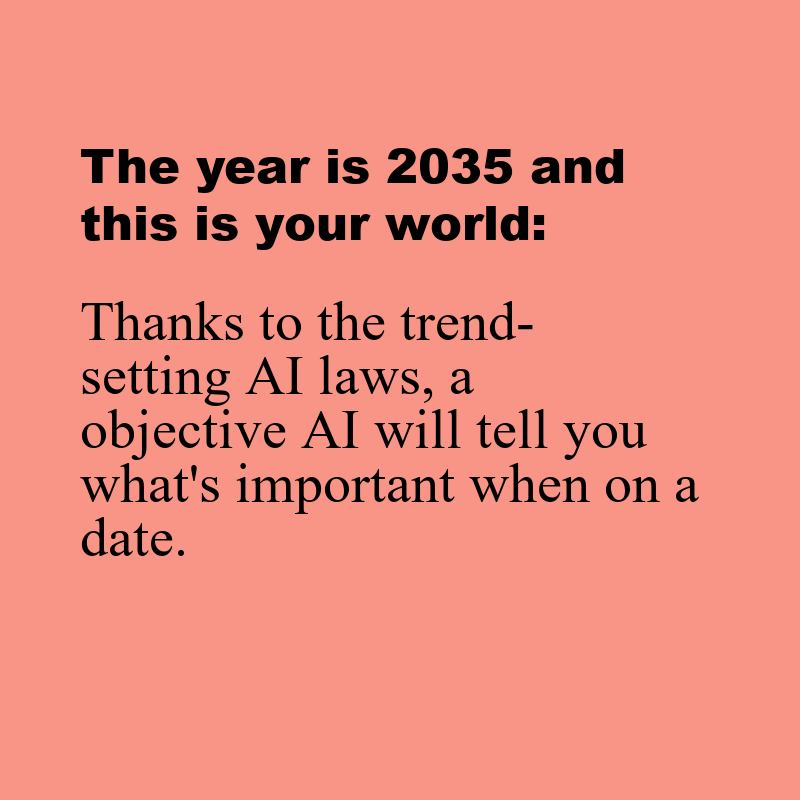 The year is 2035 and
this is your world:
Thanks to the trend-
setting AI laws, a
objective AI will tell you
what's important when on a
date.